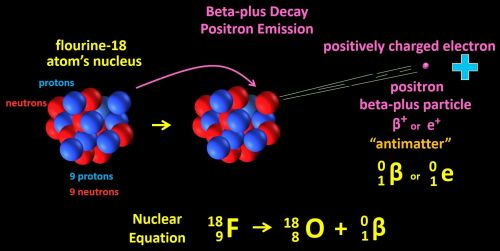 Beta-plus Decay
Positron Emission
flourine-18
atom's nucleus
protons
neutrons
9 protons
9 neutrons
positively charged electron
positron
beta-plus particle
β⁺ or e⁺
"antimatter"
⁰₁β or ⁰₁e
Nuclear
Equation
¹⁸₉F → ¹⁸₈O + ⁰₁β